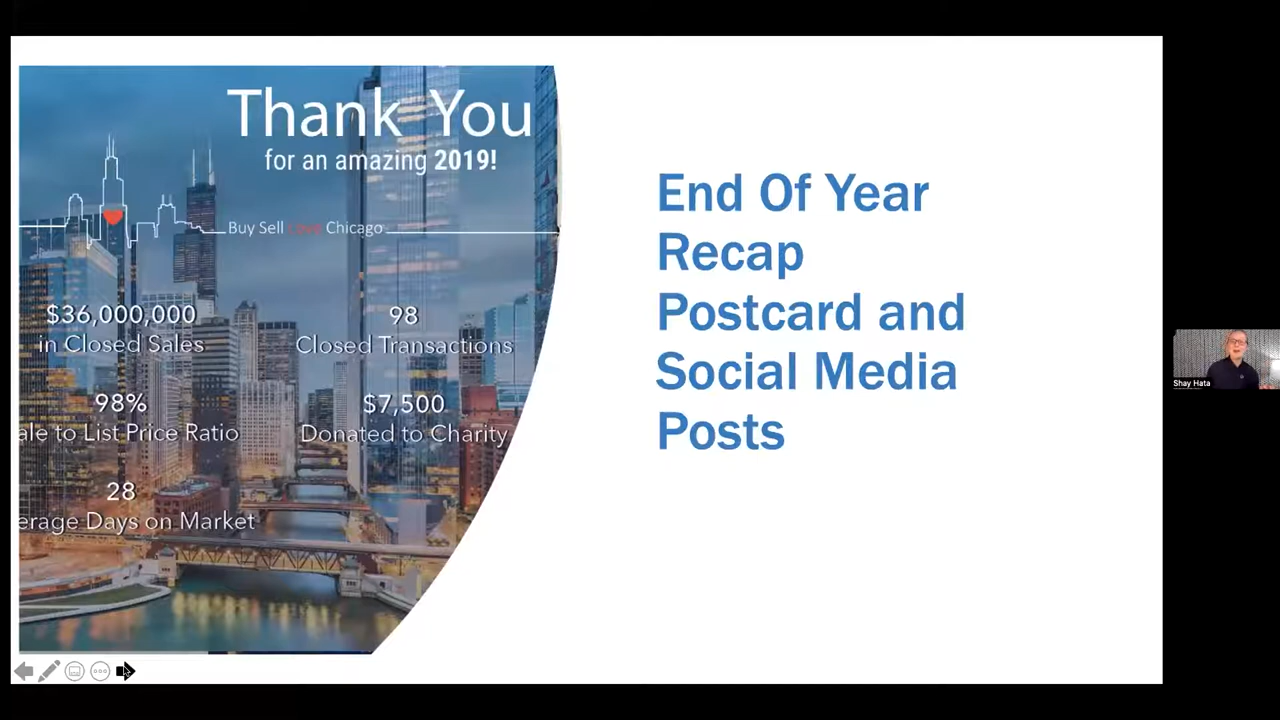 Thank You
for an amazing 2019!
Buy Sell Love Chicago
$36,000,000
in Closed Sales
98
Closed Transactions
98%
ale to List Price Ratio
$7,500
Donated to Charity
28
erage Days on Market
End Of Year
Recap
Postcard and
Social Media
Posts
Shay Hata